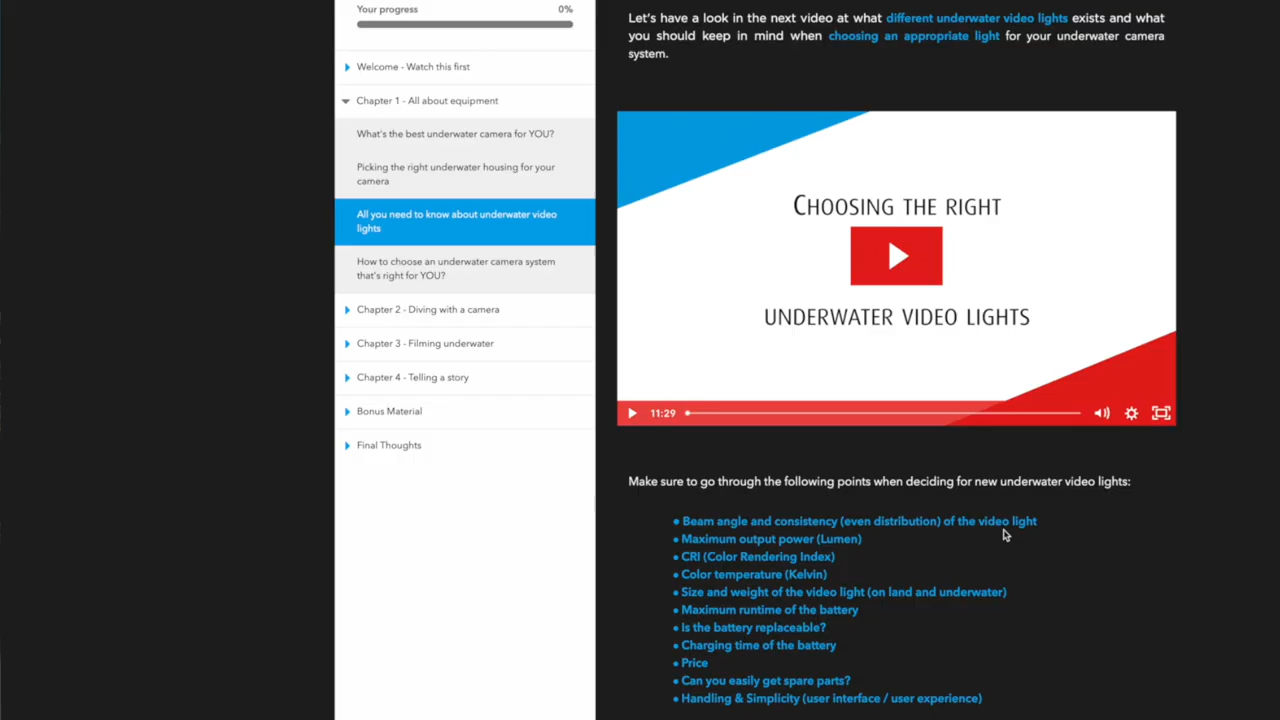 Your progress 0%
Welcome - Watch this first
Chapter 1 - All about equipment
What's the best underwater camera for YOU?
Picking the right underwater housing for your
camera
All you need to know about underwater video
lights
How to choose an underwater camera system
that's right for YOU?
Chapter 2 - Diving with a camera
Chapter 3 - Filming underwater
Chapter 4 - Telling a story
Bonus Material
Final Thoughts
Let's have a look in the next video at what different underwater video lights exists and what
you should keep in mind when choosing an appropriate light for your underwater camera
system.
CHOOSING THE RIGHT
UNDERWATER VIDEO LIGHTS
11:29
Make sure to go through the following points when deciding for new underwater video lights:
• Beam angle and consistency (even distribution) of the video light
• Maximum output power (Lumen)
• CRI (Color Rendering Index)
• Color temperature (Kelvin)
• Size and weight of the video light (on land and underwater)
• Maximum runtime of the battery
• Is the battery replaceable?
• Charging time of the battery
• Price
• Can you easily get spare parts?
• Handling & Simplicity (user interface / user experience)